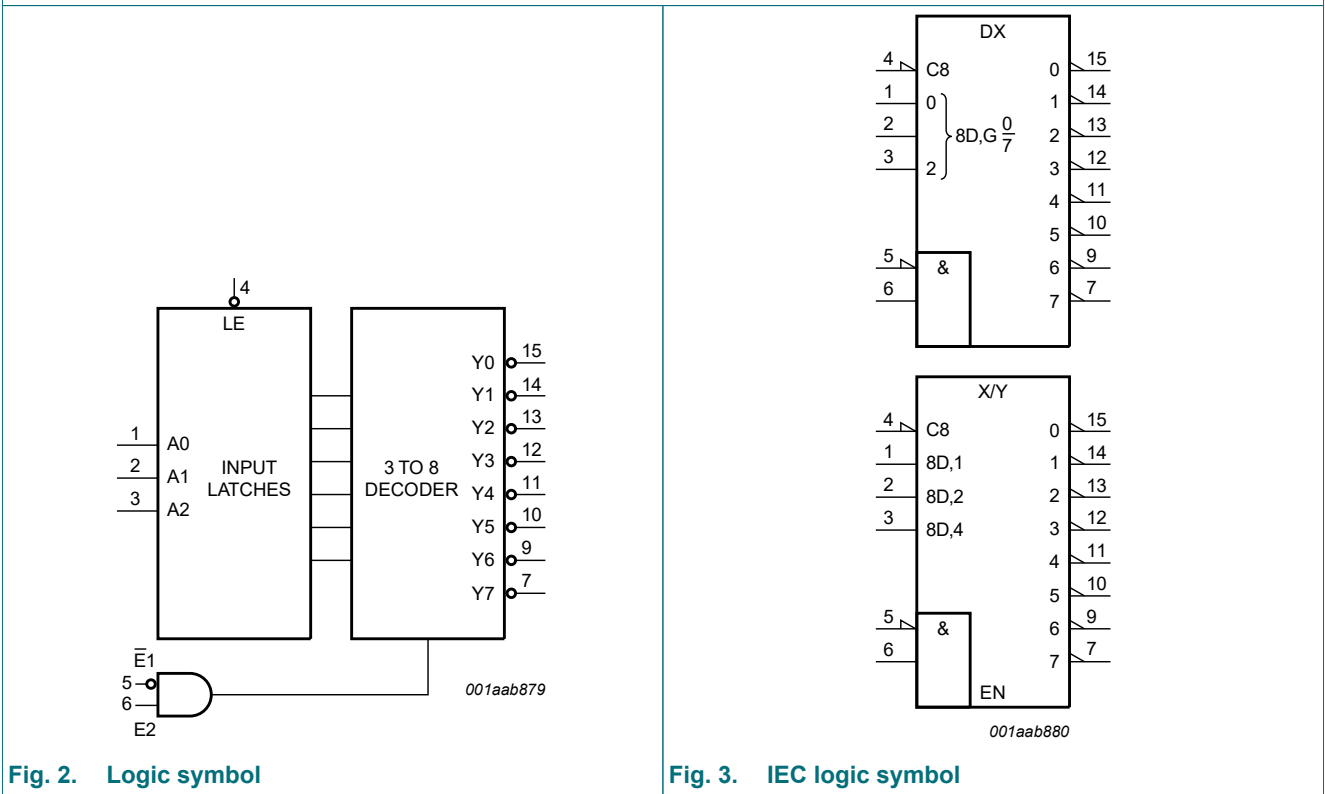 4
LE
1 A0
2 A1
3 A2
INPUT
LATCHES
3 TO 8
DECODER
Y0 15
Y1 14
Y2 13
Y3 12
Y4 11
Y5 10
Y6 9
Y7 7
E̅1
5
6
E2
001aab879
Fig. 2. Logic symbol
DX
4 C8 0 15
1 0 1 14
2 8D,G 0/7 2 13
3 2 3 12
4 11
5 10
5 & 6 9
6 7 7
X/Y
4 C8 0 15
1 8D,1 1 14
2 8D,2 2 13
3 8D,4 3 12
4 11
5 10
5 & 6 9
6 7 7
EN
001aab880
Fig. 3. IEC logic symbol